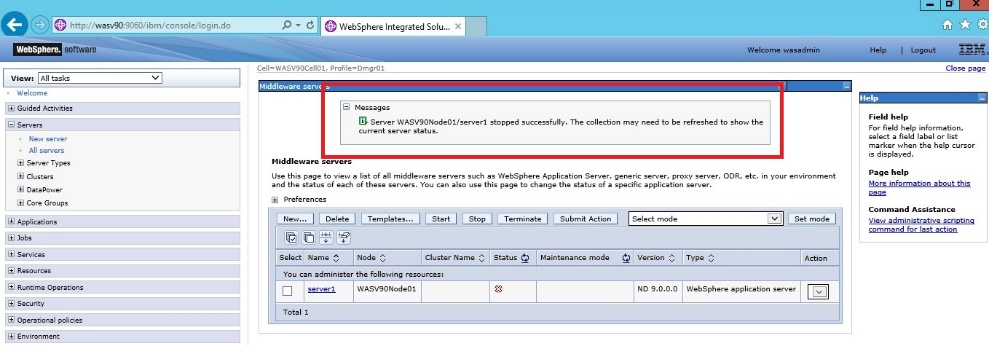 http://wasv90:9060/ibm/console/login.do
WebSphere Integrated Solu...
WebSphere. software
Welcome wasadmin
Help | Logout
IBM
View: All tasks
Cell=WASV90Cell01, Profile=Dmgr01
Close page
Welcome
Guided Activities
Servers
New server
All servers
Server Types
Clusters
DataPower
Core Groups
Applications
Jobs
Services
Resources
Runtime Operations
Security
Operational policies
Environment
Middleware servers
Messages
Server WASV90Node01/server1 stopped successfully. The collection may need to be refreshed to show the
current server status.
Middleware servers
Use this page to view a list of all middleware servers such as WebSphere Application Server, generic server, proxy server, ODR, etc. in your environment
and the status of each of these servers. You can also use this page to change the status of a specific application server.
Preferences
New... Delete Templates... Start Stop Terminate Submit Action Select mode Set mode
Select Name Node Cluster Name Status Maintenance mode Version Type Action
You can administer the following resources:
server1 WASV90Node01 ND 9.0.0.0 WebSphere application server
Total 1
Help
Field help
For field help information,
select a field label or list
marker when the help cursor
is displayed.
Page help
More information about this
page
Command Assistance
View administrative scripting
command for last action